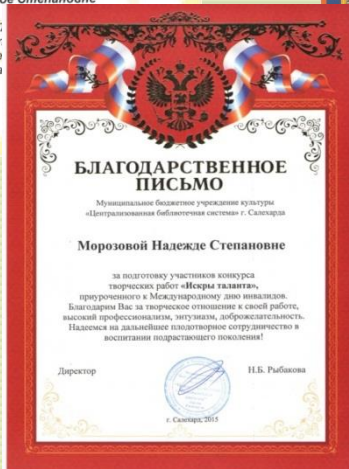 Степановне
БЛАГОДАРСТВЕННОЕ
ПИСЬМО
Муниципальное бюджетное учреждение культуры
«Централизованная библиотечная система» г. Салехарда
Морозовой Надежде Степановне
за подготовку участников конкурса
творческих работ «Искры таланта»,
приуроченного к Международному дню инвалидов.
Благодарим Вас за творческое отношение к своей работе,
высокий профессионализм, энтузиазм, доброжелательность.
Надеемся на дальнейшее плодотворное сотрудничество в
воспитании подрастающего поколения!
Директор Н.Б. Рыбакова
г. Салехард, 2015